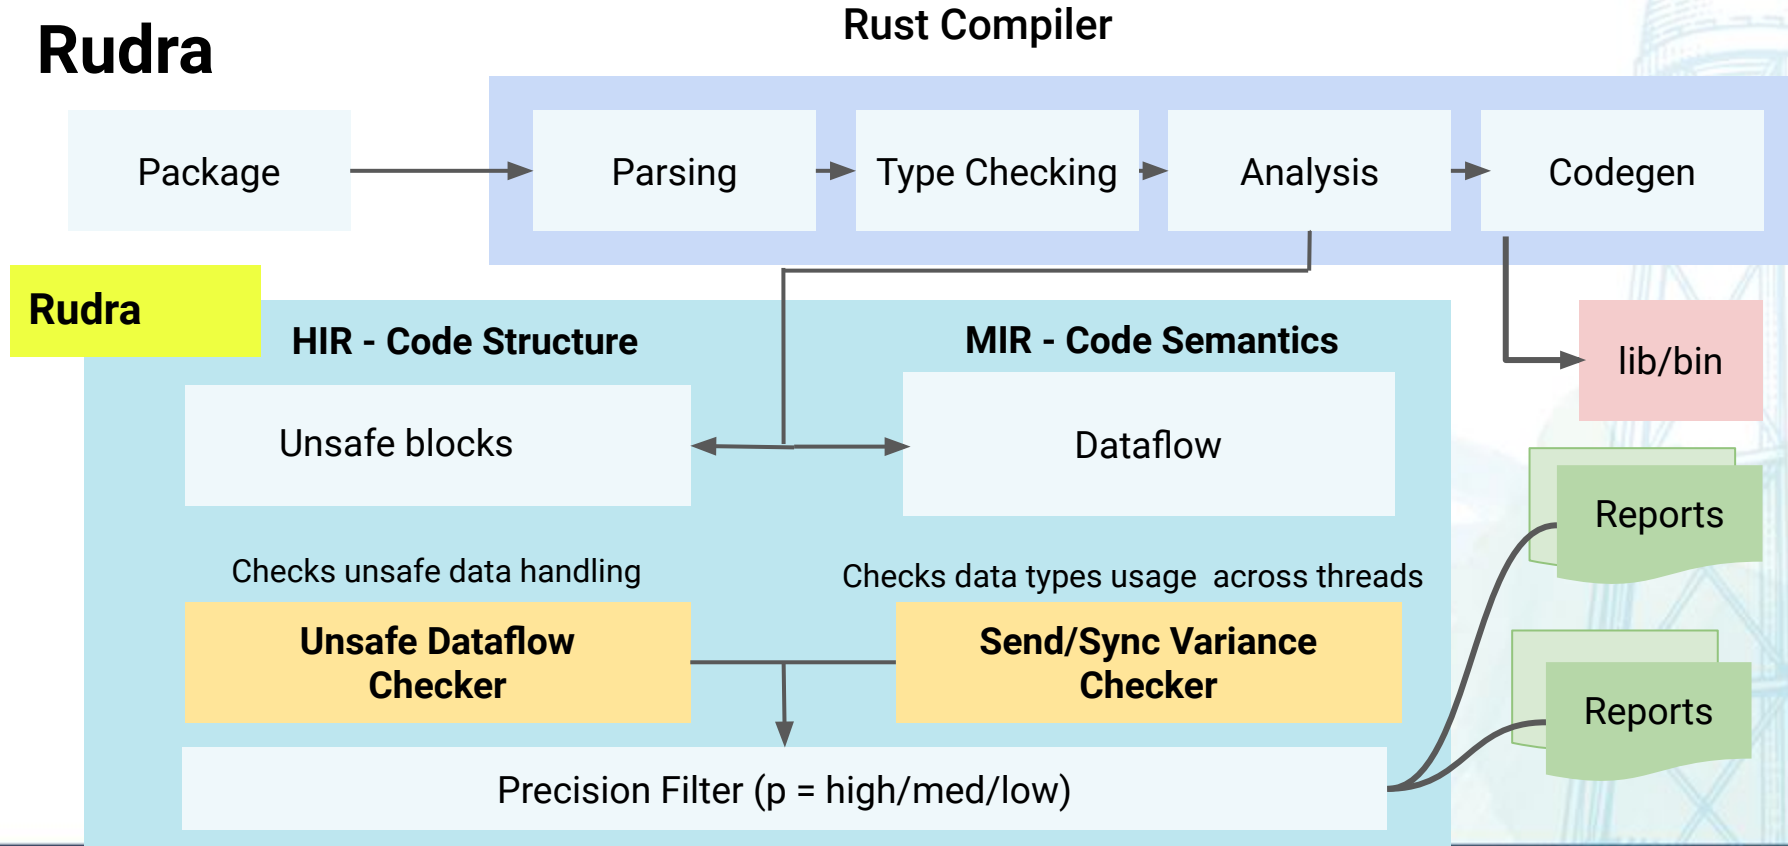 Rudra
Rust Compiler
Package
Parsing
Type Checking
Analysis
Codegen
Rudra
HIR - Code Structure
MIR - Code Semantics
lib/bin
Unsafe blocks
Dataflow
Reports
Checks unsafe data handling
Checks data types usage  across threads
Unsafe Dataflow
Checker
Send/Sync Variance
Checker
Reports
Precision Filter (p = high/med/low)